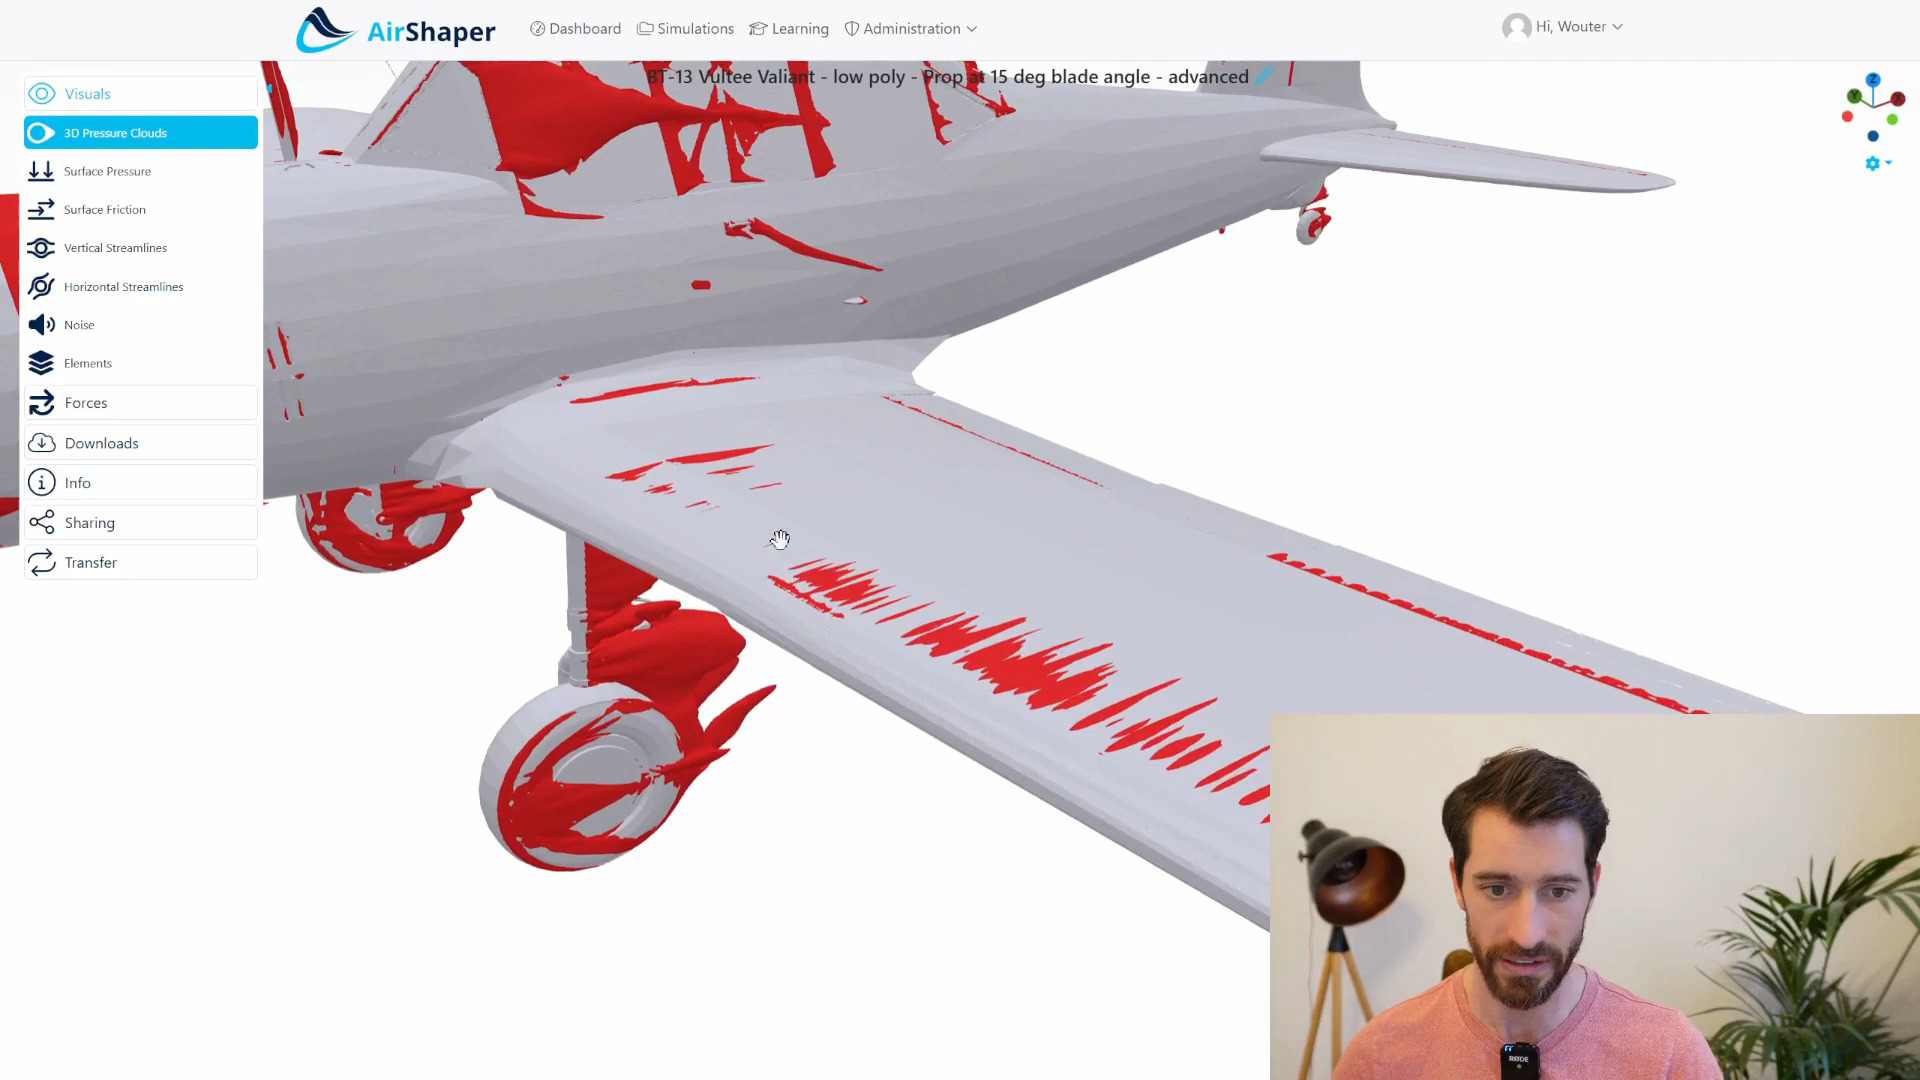 AirShaper
Dashboard
Simulations
Learning
Administration
Hi, Wouter
BT-13 Vultee Valiant - low poly - Prop at 15 deg blade angle - advanced
Z
Y
X
Visuals
3D Pressure Clouds
Surface Pressure
Surface Friction
Vertical Streamlines
Horizontal Streamlines
Noise
Elements
Forces
Downloads
Info
Sharing
Transfer
RØDE